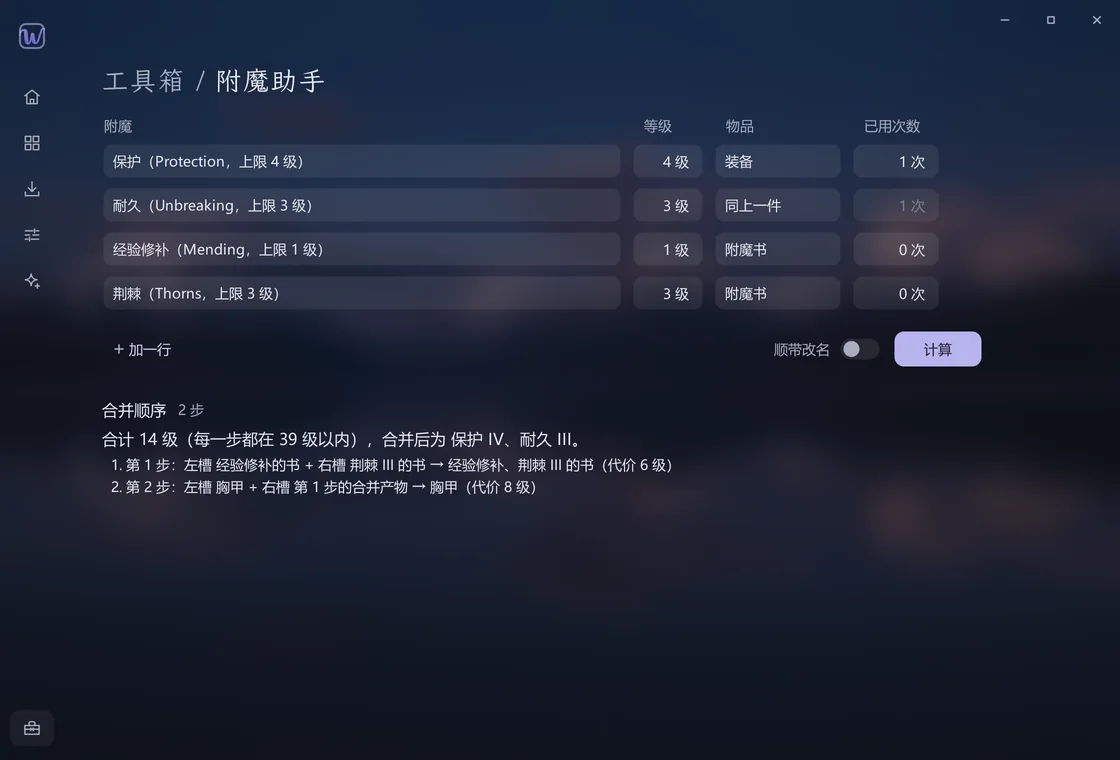 工具箱 / 附魔助手
附魔 等级 物品 已用次数
保护（Protection，上限 4 级） 4 级 装备 1 次
耐久（Unbreaking，上限 3 级） 3 级 同上一件 1 次
经验修补（Mending，上限 1 级） 1 级 附魔书 0 次
荆棘（Thorns，上限 3 级） 3 级 附魔书 0 次
+ 加一行 顺带改名 计算
合并顺序 2 步
合计 14 级（每一步都在 39 级以内），合并后为 保护 IV、耐久 III。
1. 第 1 步：左槽 经验修补的书 + 右槽 荆棘 III 的书 → 经验修补、荆棘 III 的书（代价 6 级）
2. 第 2 步：左槽 胸甲 + 右槽 第 1 步的合并产物 → 胸甲（代价 8 级）